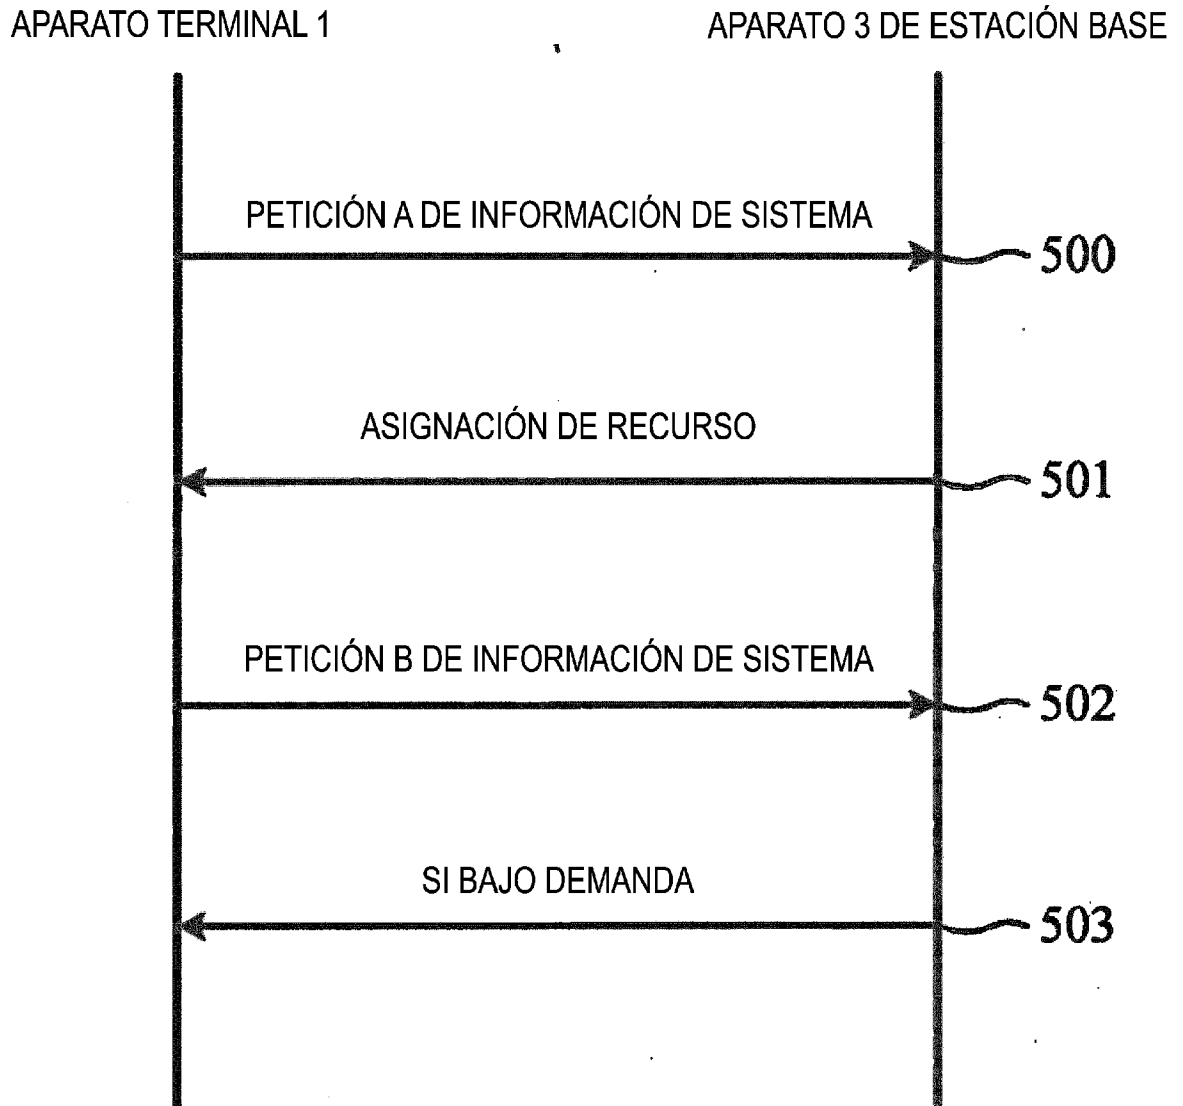 APARATO TERMINAL 1
APARATO 3 DE ESTACIÓN BASE
PETICIÓN A DE INFORMACIÓN DE SISTEMA
500
ASIGNACIÓN DE RECURSO
501
PETICIÓN B DE INFORMACIÓN DE SISTEMA
502
SI BAJO DEMANDA
503